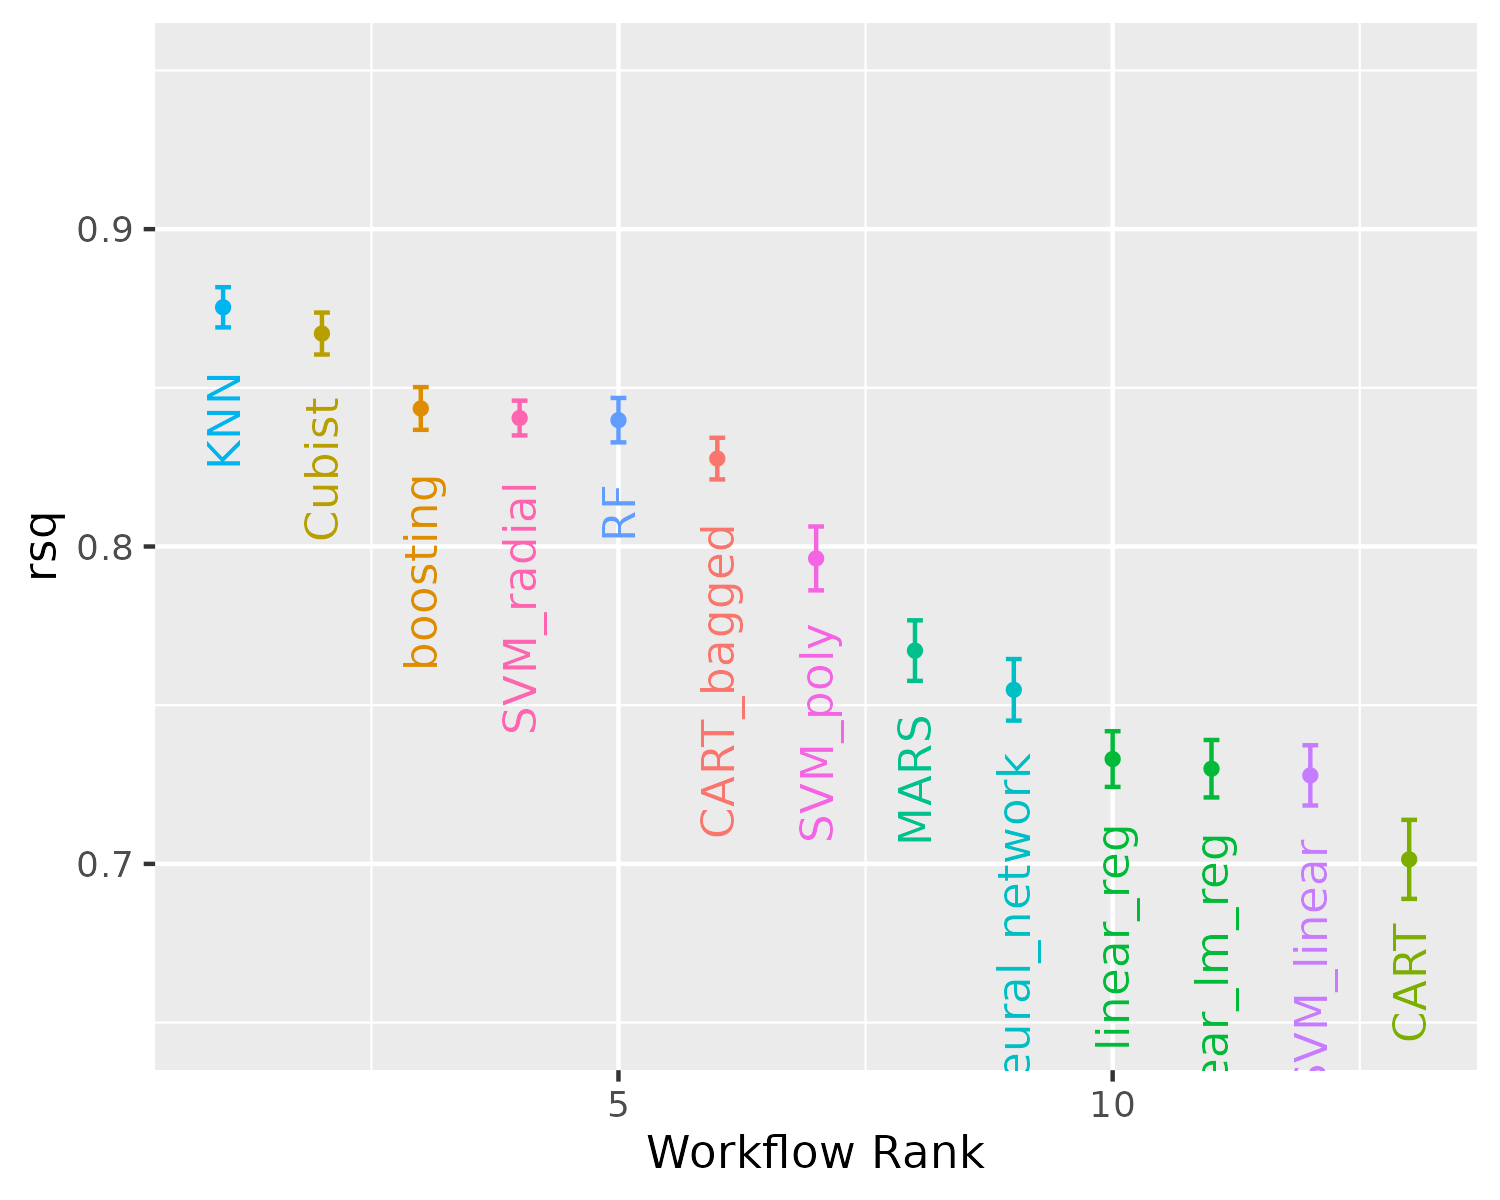 0.9
0.8
0.7
rsq
KNN
Cubist
boosting
SVM_radial
RF
CART_bagged
SVM_poly
MARS
eural_network
linear_reg
ear_lm_reg
SVM_linear
CART
5
10
Workflow Rank